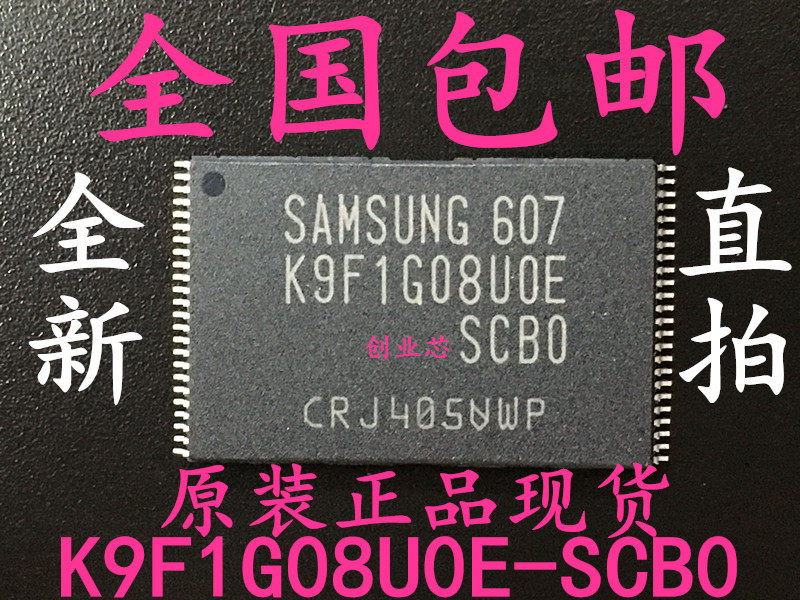 全国包邮
全新
直拍
SAMSUNG 607
K9F1G08U0E
创业芯 SCB0
CRJ405VWP
原装正品现货
K9F1G08U0E-SCB0